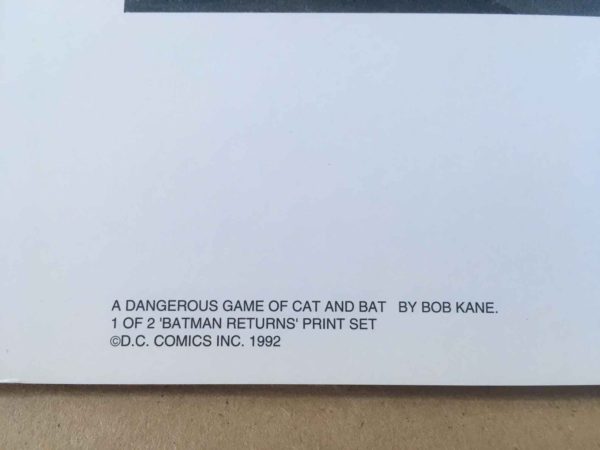 A DANGEROUS GAME OF CAT AND BAT BY BOB KANE.
1 OF 2 'BATMAN RETURNS' PRINT SET
©D.C. COMICS INC. 1992